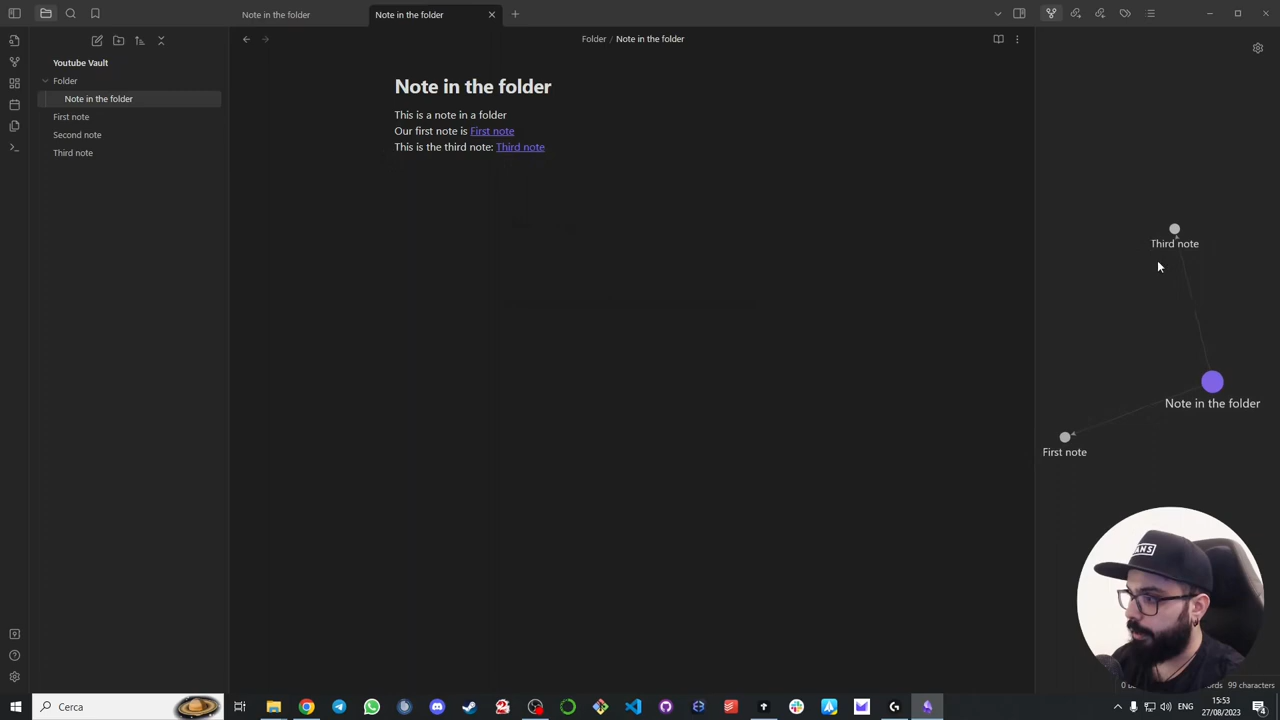 Note in the folder
Note in the folder
Folder / Note in the folder
Youtube Vault
Folder
Note in the folder
First note
Second note
Third note
Note in the folder
This is a note in a folder
Our first note is First note
This is the third note: Third note
Third note
Note in the folder
First note
VANS
99 characters
Cerca
ENG
15:53
27/08/2023